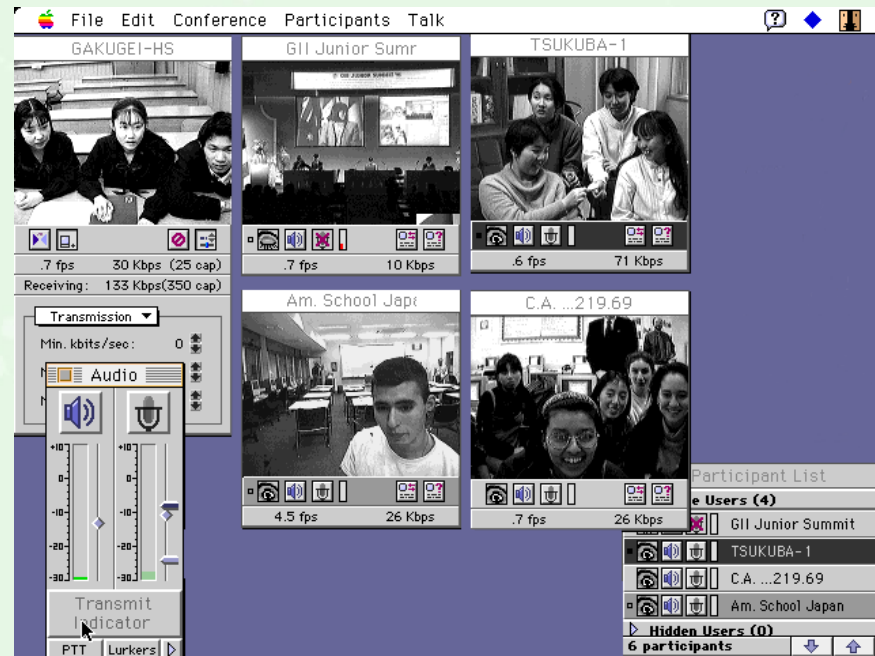 File Edit Conference Participants Talk
GAKUGEI-HS
.7 fps 30 Kbps (25 cap)
Receiving: 133 Kbps(350 cap)
Transmission
Min. kbits/sec: 0
Audio
+10 +10
0 0
-10 -10
-20 -20
-30 -30
Transmit
Indicator
PTT Lurkers
GII Junior Sumr
.7 fps 10 Kbps
TSUKUBA-1
.6 fps 71 Kbps
Am. School Japa
4.5 fps 26 Kbps
C.A. ...219.69
.7 fps 26 Kbps
Participant List
e Users (4)
GII Junior Summit
TSUKUBA-1
C.A. ...219.69
Am. School Japan
Hidden Users (0)
6 participants